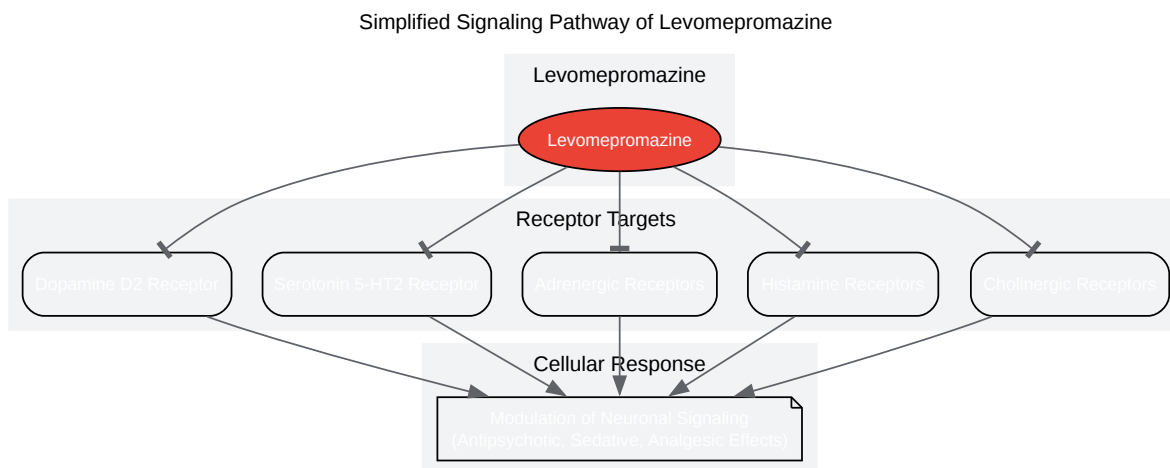 Simplified Signaling Pathway of Levomepromazine
Levomepromazine
Levomepromazine
Receptor Targets
Dopamine D2 Receptor
Serotonin 5-HT2 Receptor
Adrenergic Receptors
Histamine Receptors
Cholinergic Receptors
Cellular Response
Modulation of Neuronal Signaling
(Antipsychotic, Sedative, Analgesic Effects)